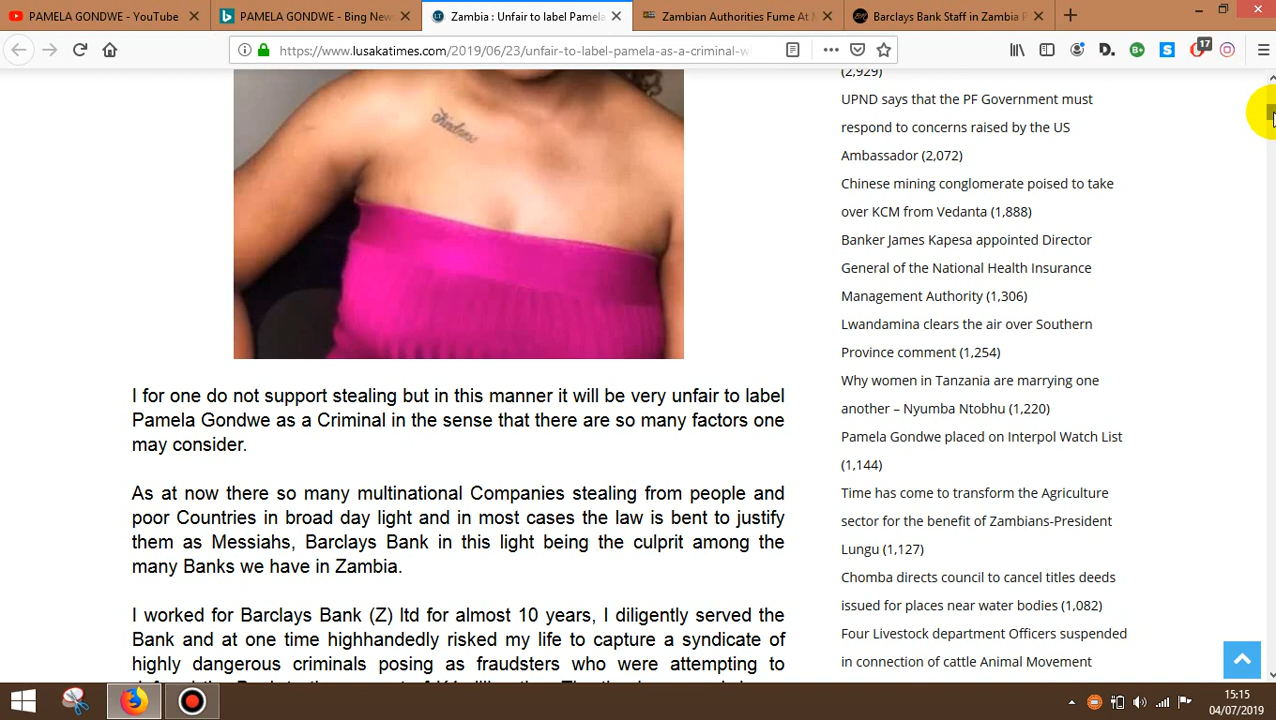 PAMELA GONDWE - YouTube
PAMELA GONDWE - Bing New
Zambia : Unfair to label Pamela
Zambian Authorities Fume At M
Barclays Bank Staff in Zambia P
https://www.lusakatimes.com/2019/06/23/unfair-to-label-pamela-as-a-criminal-w
17
(2,929)
UPND says that the PF Government must
respond to concerns raised by the US
Ambassador (2,072)
Chinese mining conglomerate poised to take
over KCM from Vedanta (1,888)
Banker James Kapesa appointed Director
General of the National Health Insurance
Management Authority (1,306)
Lwandamina clears the air over Southern
Province comment (1,254)
Why women in Tanzania are marrying one
another – Nyumba Ntobhu (1,220)
Pamela Gondwe placed on Interpol Watch List
(1,144)
Time has come to transform the Agriculture
sector for the benefit of Zambians-President
Lungu (1,127)
Chomba directs council to cancel titles deeds
issued for places near water bodies (1,082)
Four Livestock department Officers suspended
in connection of cattle Animal Movement
I for one do not support stealing but in this manner it will be very unfair to label
Pamela Gondwe as a Criminal in the sense that there are so many factors one
may consider.
As at now there so many multinational Companies stealing from people and
poor Countries in broad day light and in most cases the law is bent to justify
them as Messiahs, Barclays Bank in this light being the culprit among the
many Banks we have in Zambia.
I worked for Barclays Bank (Z) ltd for almost 10 years, I diligently served the
Bank and at one time highhandedly risked my life to capture a syndicate of
highly dangerous criminals posing as fraudsters who were attempting to
15:15
04/07/2019